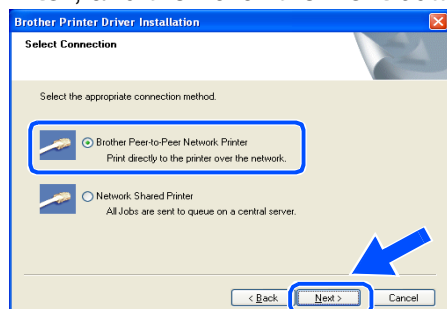 Brother Printer Driver Installation
Select Connection
Select the appropriate connection method.
Brother Peer-to-Peer Network Printer
Print directly to the printer over the network.
Network Shared Printer
All Jobs are sent to queue on a central server.
< Back Next > Cancel